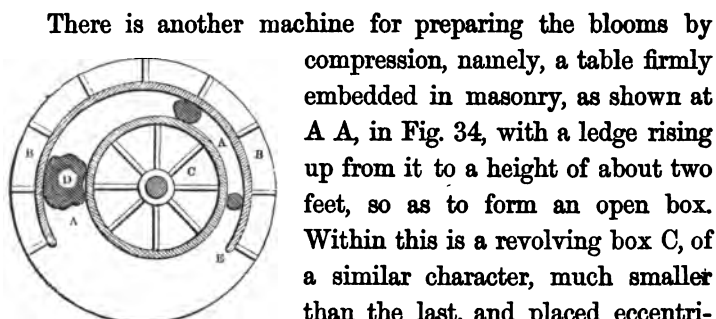 There is another machine for preparing the blooms by
compression, namely, a table firmly
embedded in masonry, as shown at
A A, in Fig. 34, with a ledge rising
up from it to a height of about two
feet, so as to form an open box.
Within this is a revolving box C, of
a similar character, much smaller
than the last, and placed eccentri-
B
D
A
A
B
C
E